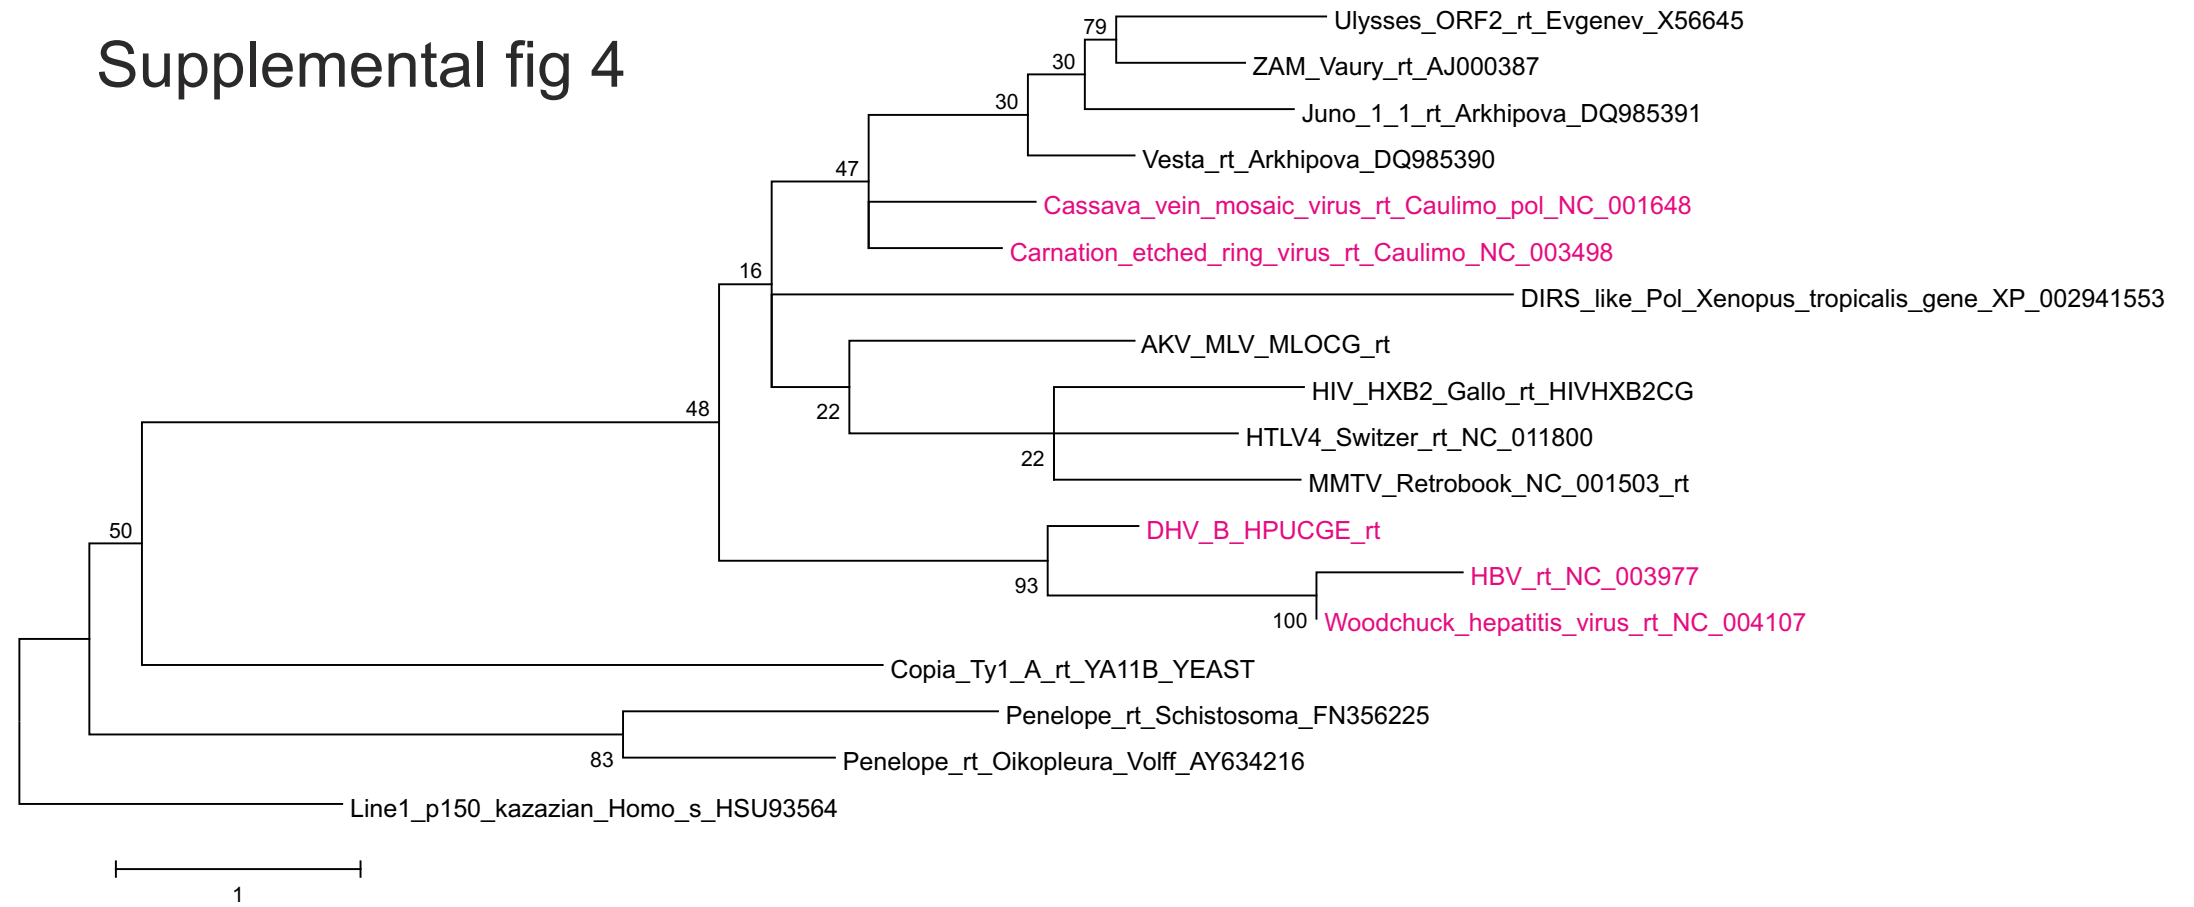 Supplemental fig 4
79
Ulysses_ORF2_rt_Evgenev_X56645
30
ZAM_Vaury_rt_AJ000387
30
Juno_1_1_rt_Arkhipova_DQ985391
47
Vesta_rt_Arkhipova_DQ985390
Cassava_vein_mosaic_virus_rt_Caulimo_pol_NC_001648
Carnation_etched_ring_virus_rt_Caulimo_NC_003498
16
DIRS_like_Pol_Xenopus_tropicalis_gene_XP_002941553
AKV_MLV_MLOCG_rt
48
22
HIV_HXB2_Gallo_rt_HIVHXB2CG
HTLV4_Switzer_rt_NC_011800
22
MMTV_Retrobook_NC_001503_rt
50
DHV_B_HPUCGE_rt
93
HBV_rt_NC_003977
100
Woodchuck_hepatitis_virus_rt_NC_004107
Copia_Ty1_A_rt_YA11B_YEAST
Penelope_rt_Schistosoma_FN356225
83
Penelope_rt_Oikopleura_Volff_AY634216
Line1_p150_kazazian_Homo_s_HSU93564
1